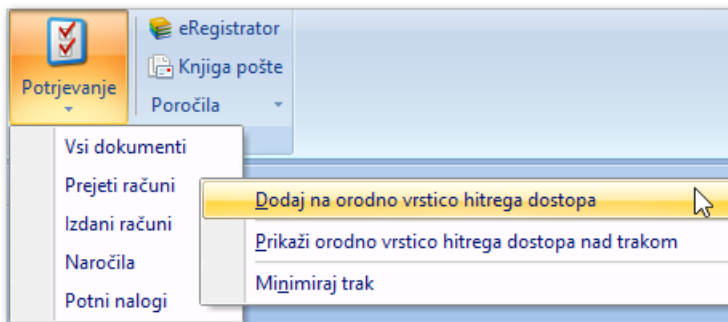 eRegistrator
Knjiga pošte
Potrjevanje
Poročila
Vsi dokumenti
Prejeti računi
Dodaj na orodno vrstico hitrega dostopa
Izdani računi
Prikaži orodno vrstico hitrega dostopa nad trakom
Naročila
Minimiraj trak
Potni nalogi